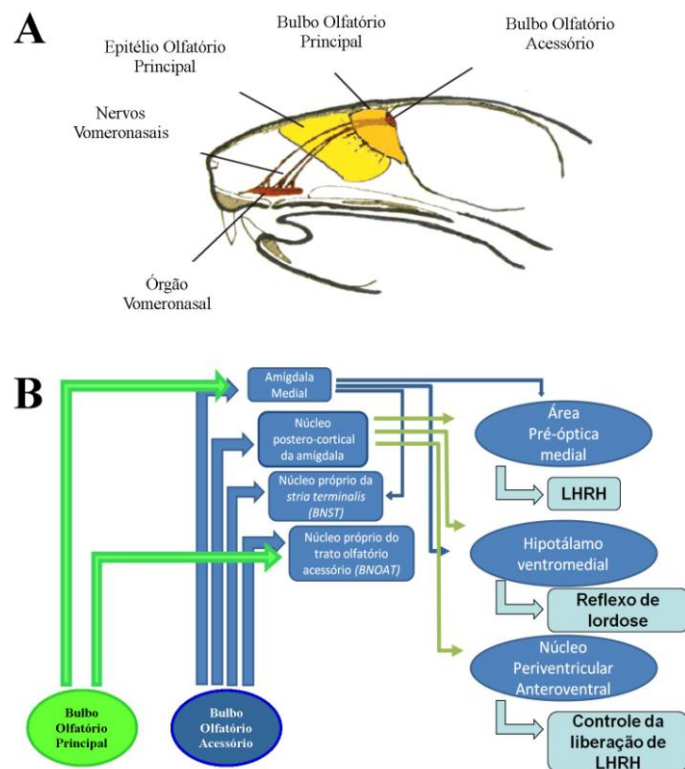 A
Epitélio Olfatório
Principal
Bulbo Olfatório
Principal
Bulbo Olfatório
Acessório
Nervos
Vomeronasais
Órgão
Vomeronasal
B
Amígdala
Medial
Núcleo
postero-cortical
da amígdala
Núcleo próprio da
stria terminalis
(BNST)
Núcleo próprio do
trato olfatório
acessório (BNOAT)
Área
Pré-óptica
medial
LHRH
Hipotálamo
ventromedial
Reflexo de
lordose
Núcleo
Periventricular
Anteroventral
Controle da
liberação de
LHRH
Bulbo
Olfatório
Principal
Bulbo
Olfatório
Acessório